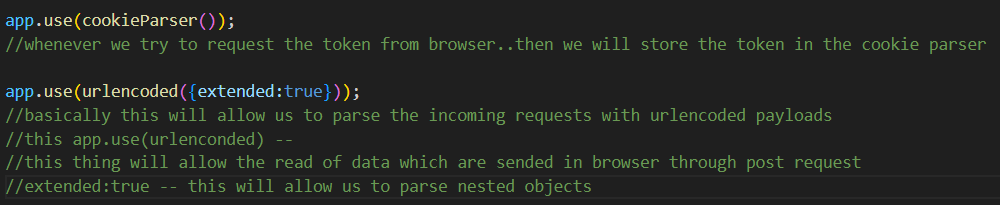 app.use(cookieParser());
//whenever we try to request the token from browser..then we will store the token in the cookie parser
app.use(urlencoded({extended:true}));
//basically this will allow us to parse the incoming requests with urlencoded payloads
//this app.use(urlenconded) --
//this thing will allow the read of data which are sended in browser through post request
//extended:true -- this will allow us to parse nested objects